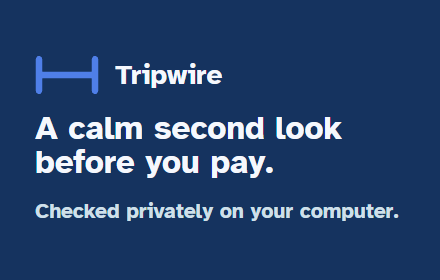 Tripwire
A calm second look
before you pay.
Checked privately on your computer.